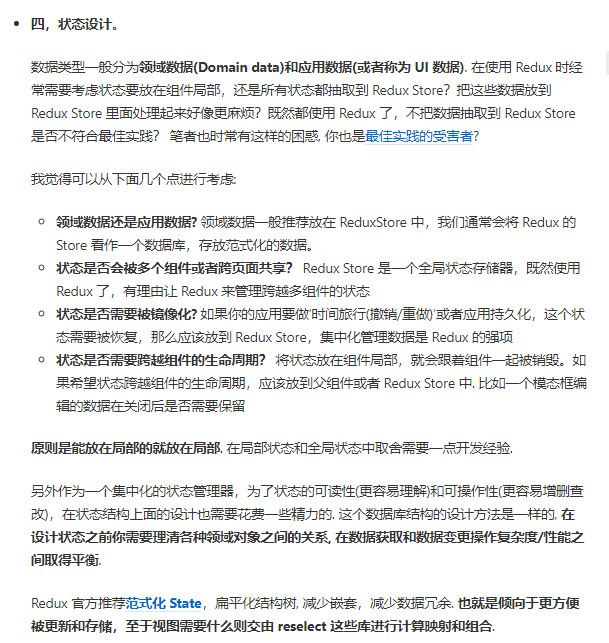 四，状态设计。
数据类型一般分为领域数据(Domain data)和应用数据(或者称为 UI 数据). 在使用 Redux 时经
常需要考虑状态要放在组件局部，还是所有状态都抽取到 Redux Store？把这些数据放到
Redux Store 里面处理起来好像更麻烦？既然都使用 Redux 了，不把数据抽取到 Redux Store
是否不符合最佳实践？ 笔者也时常有这样的困惑, 你也是最佳实践的受害者?
我觉得可以从下面几个点进行考虑:
领域数据还是应用数据? 领域数据一般推荐放在 ReduxStore 中，我们通常会将 Redux 的
Store 看作一个数据库，存放范式化的数据。
状态是否会被多个组件或者跨页面共享？ Redux Store 是一个全局状态存储器，既然使用
Redux 了，有理由让 Redux 来管理跨越多组件的状态
状态是否需要被镜像化? 如果你的应用要做'时间旅行(撤销/重做)'或者应用持久化，这个状
态需要被恢复，那么应该放到 Redux Store，集中化管理数据是 Redux 的强项
状态是否需要跨越组件的生命周期？ 将状态放在组件局部，就会跟着组件一起被销毁。如
果希望状态跨越组件的生命周期，应该放到父组件或者 Redux Store 中. 比如一个模态框编
辑的数据在关闭后是否需要保留
原则是能放在局部的就放在局部. 在局部状态和全局状态中取舍需要一点开发经验.
另外作为一个集中化的状态管理器，为了状态的可读性(更容易理解)和可操作性(更容易增删查
改)，在状态结构上面的设计也需要花费一些精力的. 这个数据库结构的设计方法是一样的, 在
设计状态之前你需要理清各种领域对象之间的关系, 在数据获取和数据变更操作复杂度/性能之
间取得平衡.
Redux 官方推荐范式化 State，扁平化结构树, 减少嵌套，减少数据冗余. 也就是倾向于更方便
被更新和存储，至于视图需要什么则交由 reselect 这些库进行计算映射和组合.